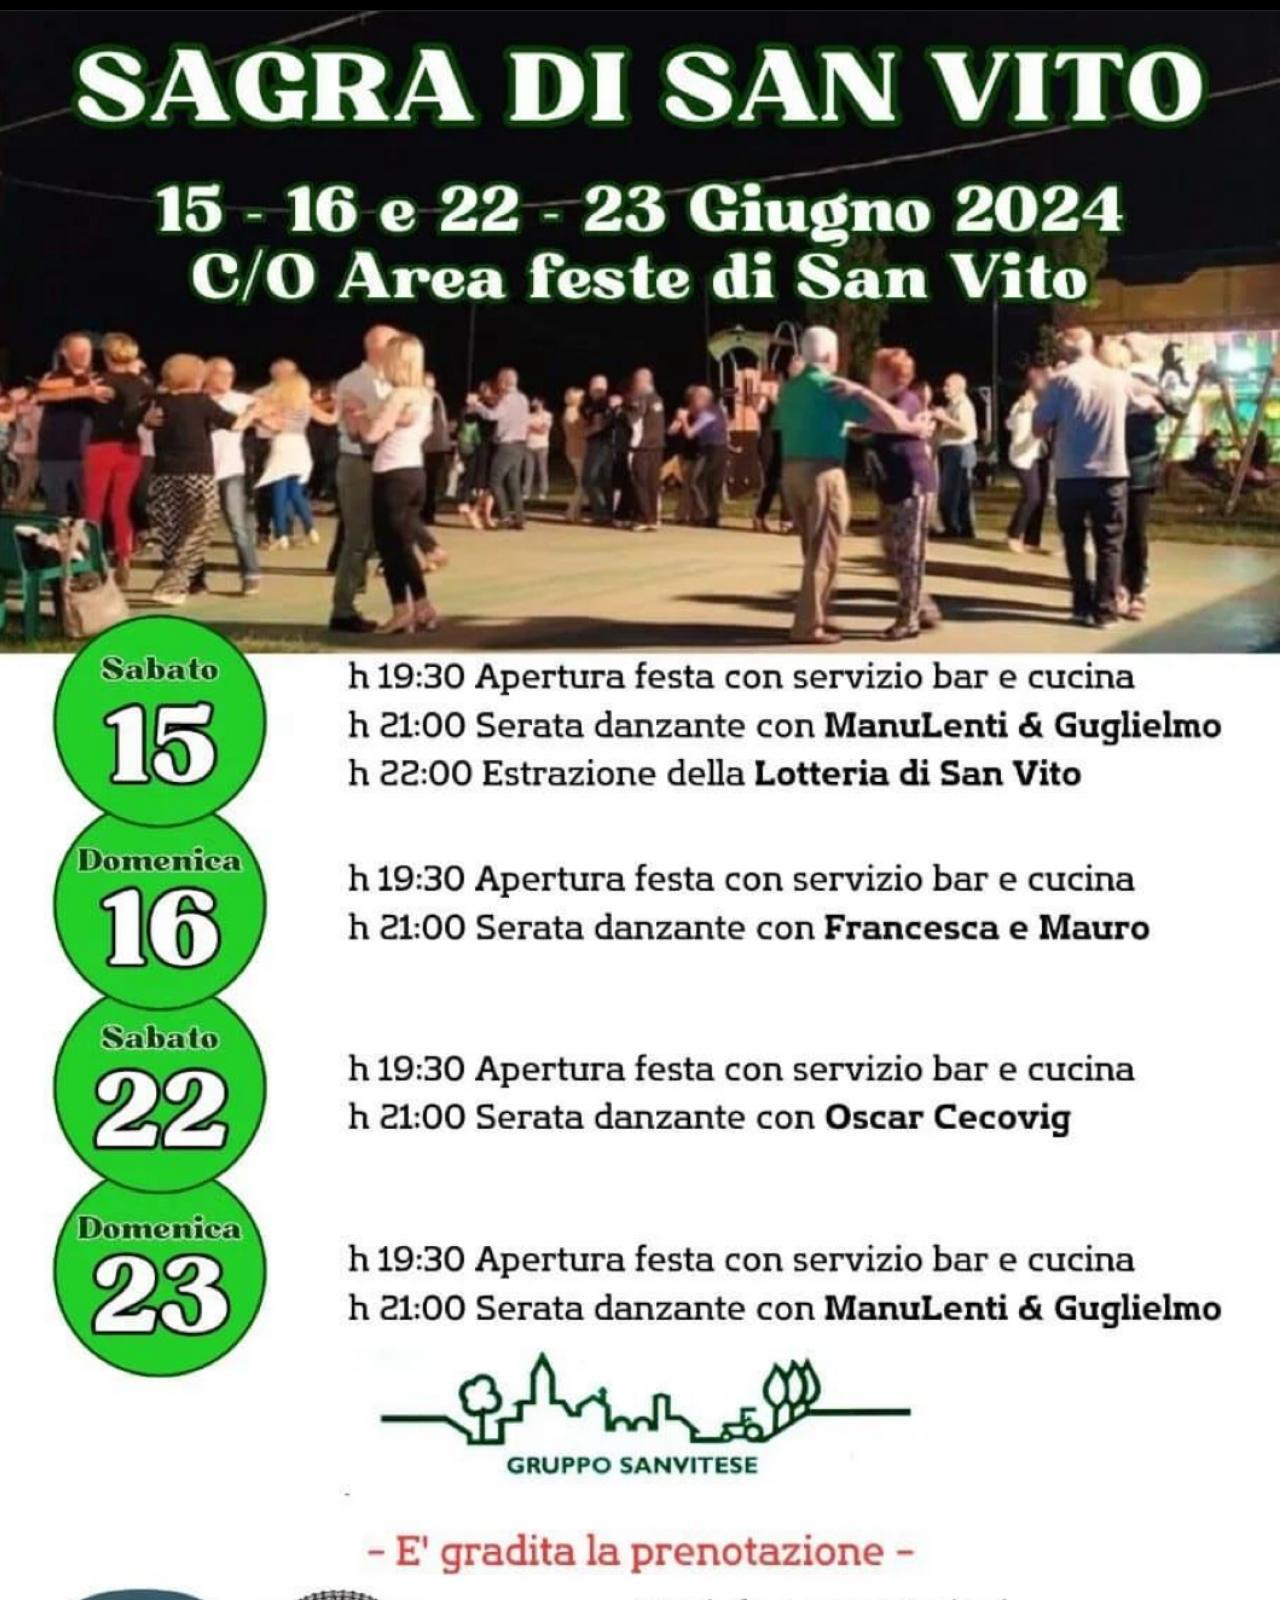 SAGRA DI SAN VITO
15 - 16 e 22 - 23 Giugno 2024
C/O Area feste di San Vito
Sabato
15
h 19:30 Apertura festa con servizio bar e cucina
h 21:00 Serata danzante con ManuLenti & Guglielmo
h 22:00 Estrazione della Lotteria di San Vito
Domenica
16
h 19:30 Apertura festa con servizio bar e cucina
h 21:00 Serata danzante con Francesca e Mauro
Sabato
22
h 19:30 Apertura festa con servizio bar e cucina
h 21:00 Serata danzante con Oscar Cecovig
Domenica
23
h 19:30 Apertura festa con servizio bar e cucina
h 21:00 Serata danzante con ManuLenti & Guglielmo
GRUPPO SANVITESE
- E' gradita la prenotazione -